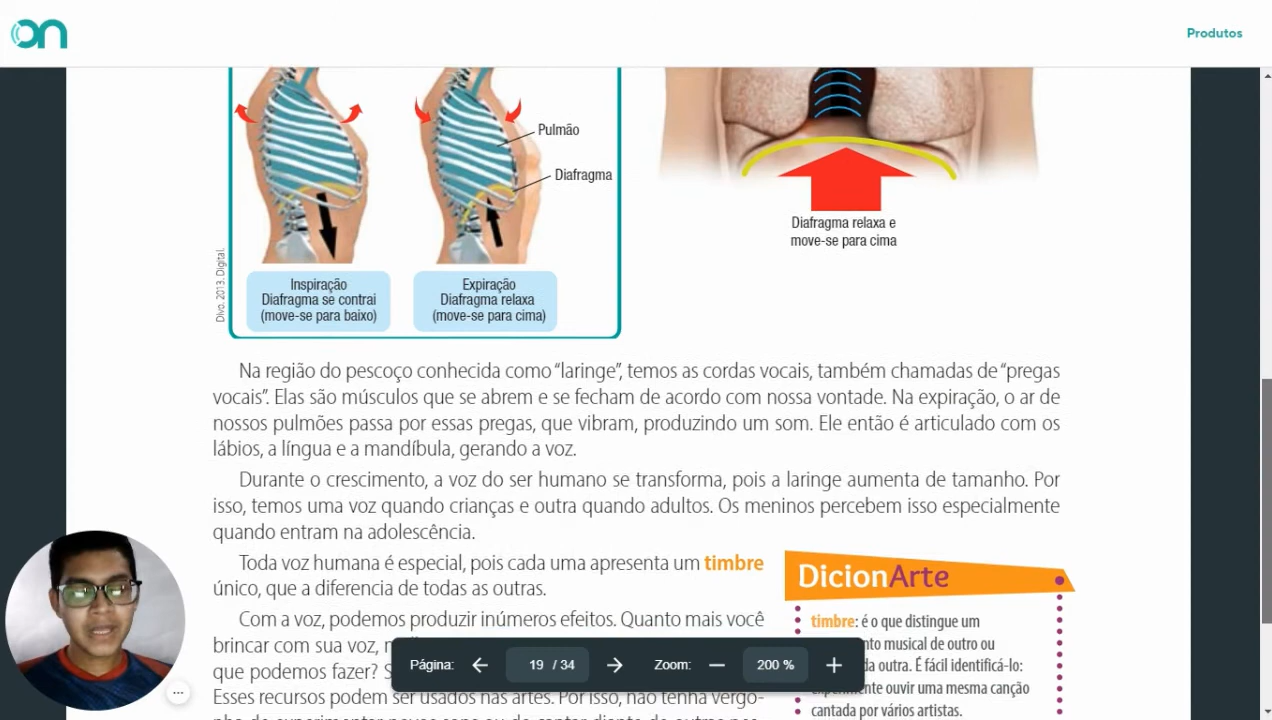 on
Produtos
Pulmão
Diafragma
Diafragma relaxa e
move-se para cima
Divo. 2013. Digital.
Inspiração
Diafragma se contrai
(move-se para baixo)
Expiração
Diafragma relaxa
(move-se para cima)
Na região do pescoço conhecida como “laringe”, temos as cordas vocais, também chamadas de “pregas
vocais”. Elas são músculos que se abrem e se fecham de acordo com nossa vontade. Na expiração, o ar de
nossos pulmões passa por essas pregas, que vibram, produzindo um som. Ele então é articulado com os
lábios, a língua e a mandíbula, gerando a voz.
Durante o crescimento, a voz do ser humano se transforma, pois a laringe aumenta de tamanho. Por
isso, temos uma voz quando crianças e outra quando adultos. Os meninos percebem isso especialmente
quando entram na adolescência.
Toda voz humana é especial, pois cada uma apresenta um timbre
único, que a diferencia de todas as outras.
Com a voz, podemos produzir inúmeros efeitos. Quanto mais você
brincar com sua voz,
que podemos fazer?
Esses recursos podem ser usados nas artes. Por isso, não tenha vergo-
DicionArte
timbre: é o que distingue um
musical de outro ou
da outra. É fácil identificá-lo:
ouvir uma mesma canção
cantada por vários artistas.
Página: 19 / 34 Zoom: 200 %